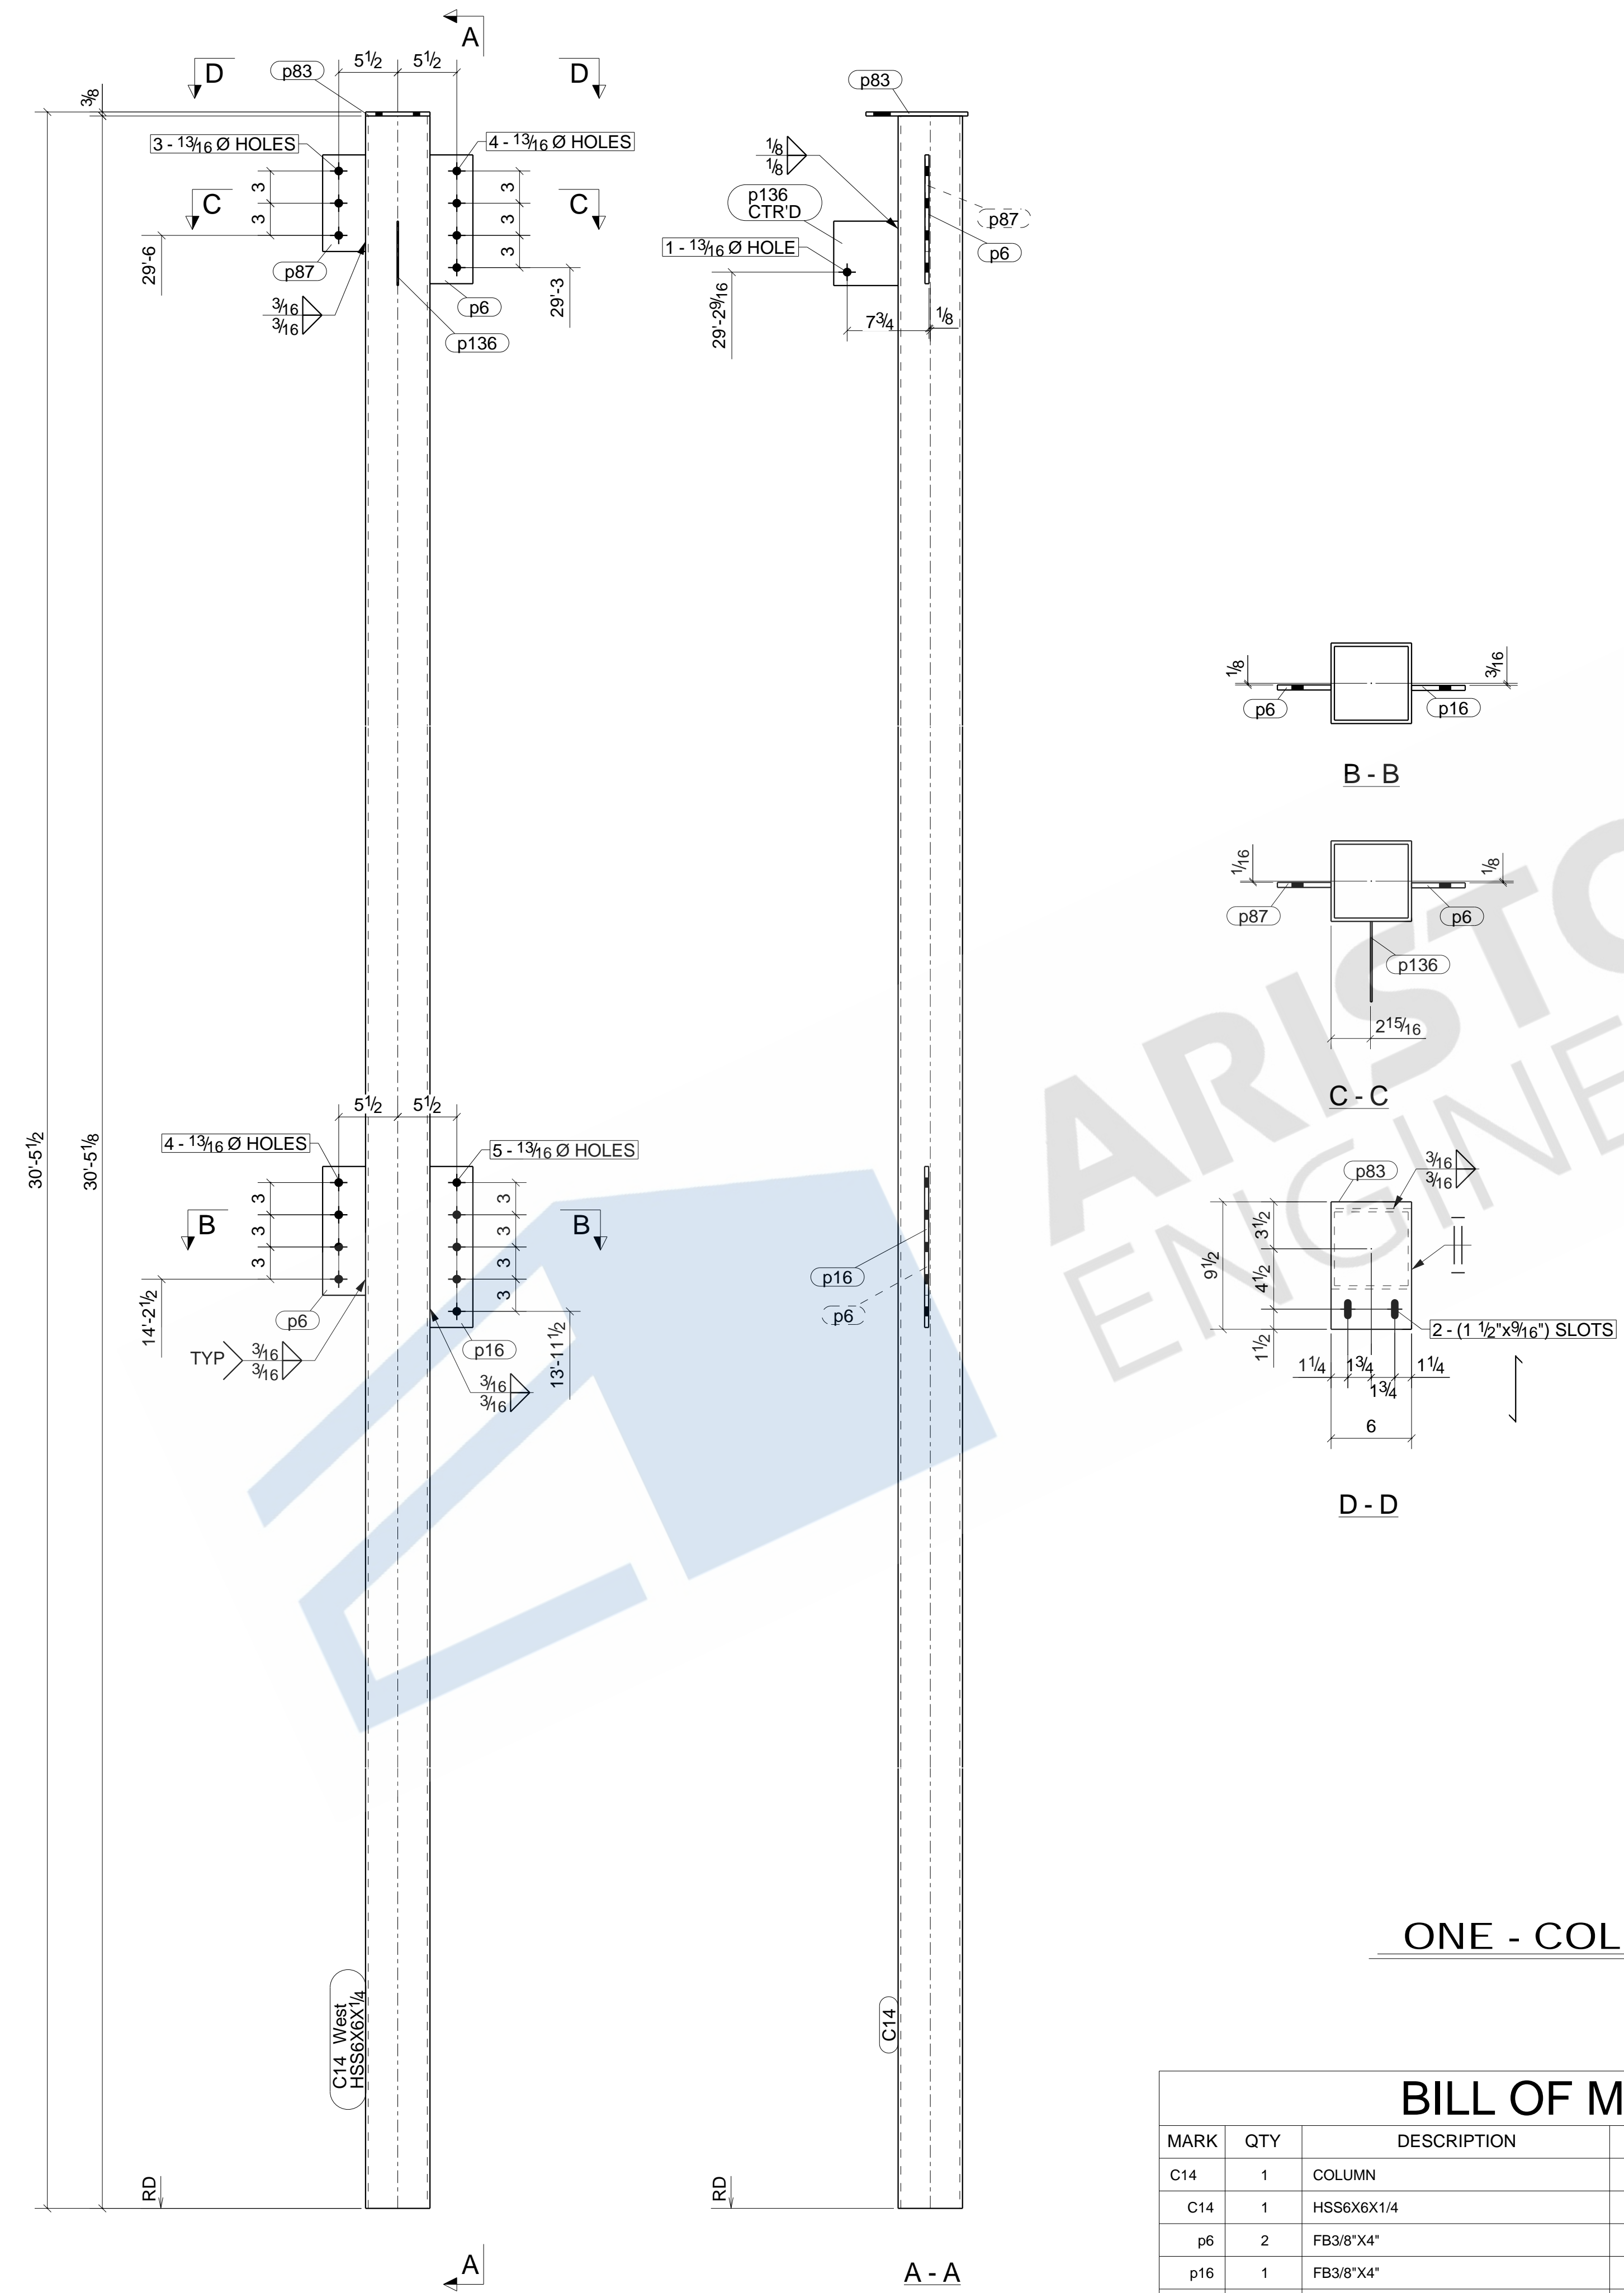 A
5 1/2 5 1/2
D D
p83
3/8
3 - 13/16 Ø HOLES
4 - 13/16 Ø HOLES
3
3
3
3
3
C C
29'-6
29'-3
p87
p6
3/16
3/16
p136
p83
1/8
1/8
p136
CTR'D
1 - 13/16 Ø HOLE
p87
p6
29'-2 9/16
7 3/4
1/8
1/8
3/16
p6
p16
B - B
1/16
1/8
p87
p6
p136
2 15/16
C - C
ARISTO
ENGINE
30'-5 1/2
30'-5 1/8
5 1/2 5 1/2
4 - 13/16 Ø HOLES
5 - 13/16 Ø HOLES
3
3
3
3
3
3
3
B B
14'-2 1/2
13'-11 1/2
p6
p16
TYP
3/16
3/16
3/16
3/16
p16
p6
p83
3/16
3/16
9 1/2
3 1/2
4 1/2
1 1/2
2 - (1 1/2"x9/16") SLOTS
1 1/4 1 3/4 1 3/4 1 1/4
6
D - D
C14 West
HSS6X6X1/4
C14
RD
RD
A
A - A
ONE - COL
BILL OF M
MARK QTY DESCRIPTION
C14 1 COLUMN
C14 1 HSS6X6X1/4
p6 2 FB3/8"X4"
p16 1 FB3/8"X4"